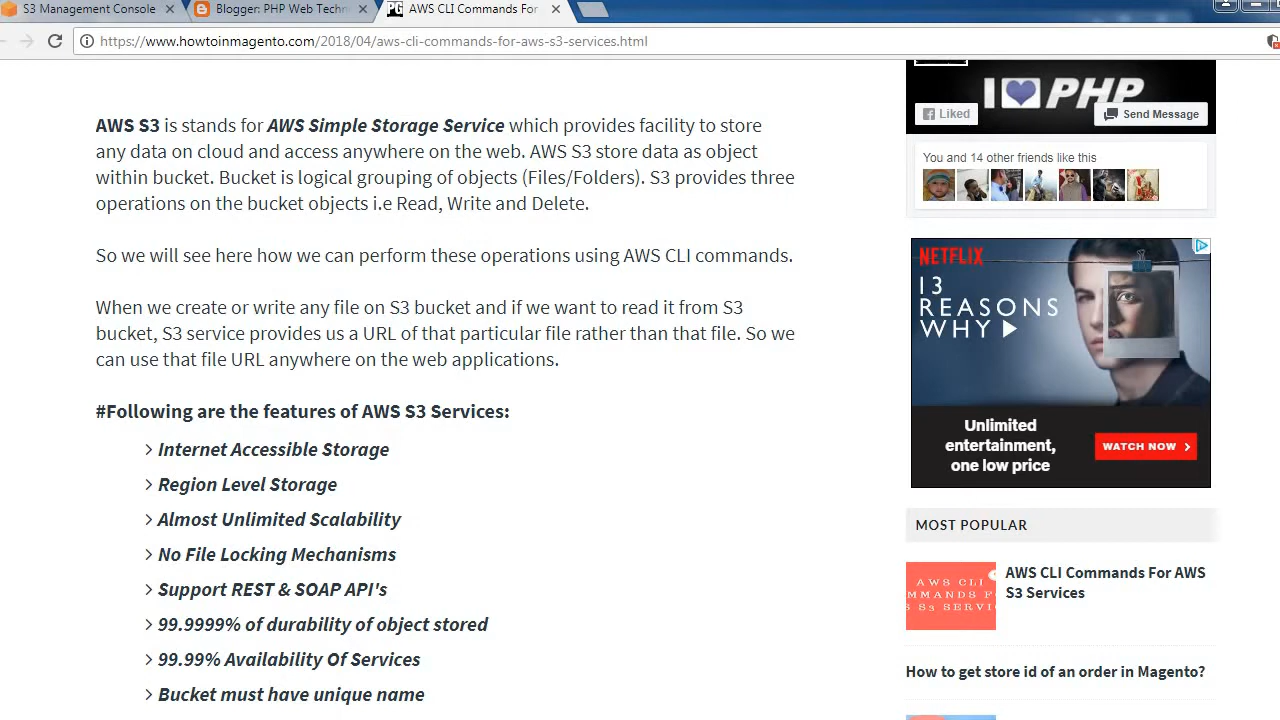 S3 Management Console
Blogger: PHP Web Techn
PG
AWS CLI Commands For
https://www.howtoinmagento.com/2018/04/aws-cli-commands-for-aws-s3-services.html
AWS S3 is stands for AWS Simple Storage Service which provides facility to store
any data on cloud and access anywhere on the web. AWS S3 store data as object
within bucket. Bucket is logical grouping of objects (Files/Folders). S3 provides three
operations on the bucket objects i.e Read, Write and Delete.
So we will see here how we can perform these operations using AWS CLI commands.
When we create or write any file on S3 bucket and if we want to read it from S3
bucket, S3 service provides us a URL of that particular file rather than that file. So we
can use that file URL anywhere on the web applications.
#Following are the features of AWS S3 Services:
Internet Accessible Storage
Region Level Storage
Almost Unlimited Scalability
No File Locking Mechanisms
Support REST & SOAP API's
99.9999% of durability of object stored
99.99% Availability Of Services
Bucket must have unique name
I PHP
Liked
Send Message
You and 14 other friends like this
NETFLIX
13
REASONS
WHY
Unlimited
entertainment,
one low price
WATCH NOW
MOST POPULAR
AWS CLI
MMANDS F
S S3 SERVIC
AWS CLI Commands For AWS
S3 Services
How to get store id of an order in Magento?